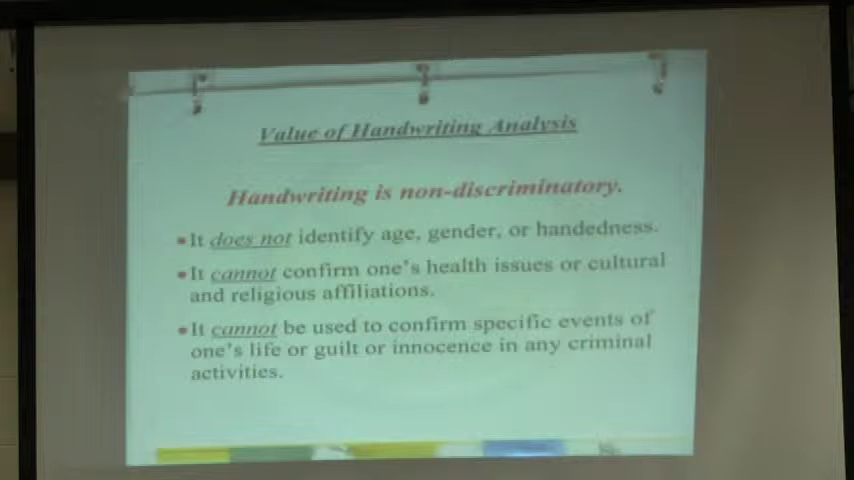 Value of Handwriting Analysis
Handwriting is non-discriminatory.
▪It does not identify age, gender, or handedness.
▪It cannot confirm one's health issues or cultural
and religious affiliations.
▪It cannot be used to confirm specific events of
one's life or guilt or innocence in any criminal
activities.